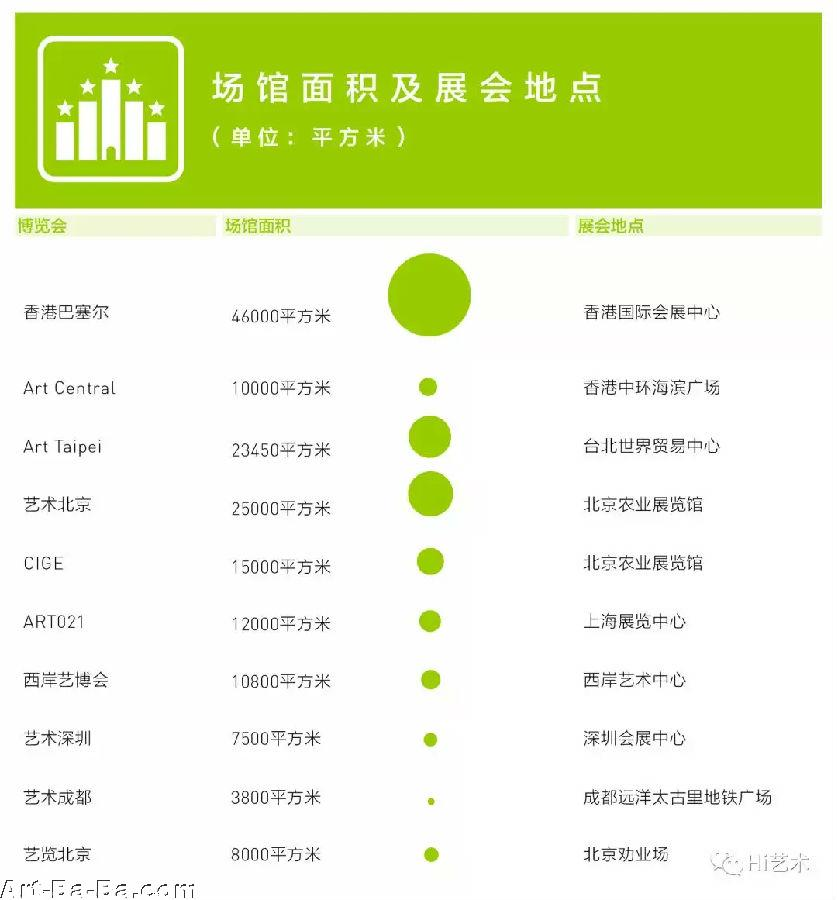 场馆面积及展会地点
（单位：平方米）
博览会 场馆面积 展会地点
香港巴塞尔 46000平方米 香港国际会展中心
Art Central 10000平方米 香港中环海滨广场
Art Taipei 23450平方米 台北世界贸易中心
艺术北京 25000平方米 北京农业展览馆
CIGE 15000平方米 北京农业展览馆
ART021 12000平方米 上海展览中心
西岸艺博会 10800平方米 西岸艺术中心
艺术深圳 7500平方米 深圳会展中心
艺术成都 3800平方米 成都远洋太古里地铁广场
艺览北京 8000平方米 北京劝业场
Hi艺术
Art-Ba-Ba.com